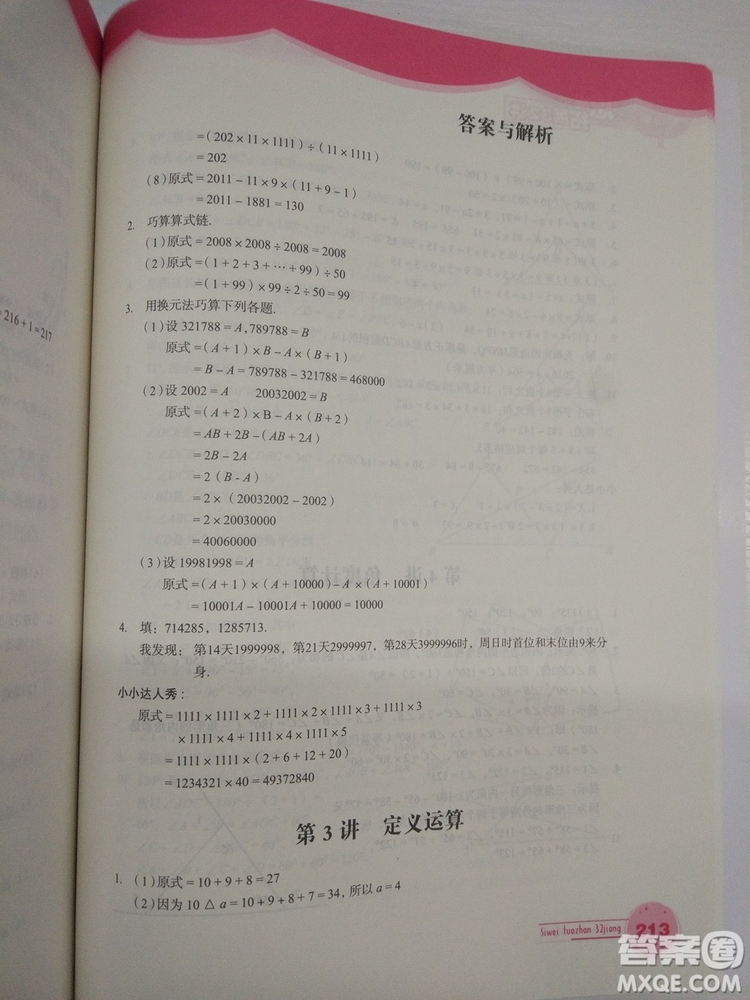 答案与解析
=(202×11×1111)÷(11×1111)
=202
(8)原式=2011-11×9×(11+9-1)
=2011-1881=130
2. 巧算算式链.
(1)原式=2008×2008÷2008=2008
(2)原式=(1+2+3+…+99)÷50
=(1+99)×99÷2÷50=99
3. 用换元法巧算下列各题.
(1)设321788=A,789788=B
原式=(A+1)×B-A×(B+1)
=B-A=789788-321788=468000
(2)设2002=A 20032002=B
原式=(A+2)×B-A×(B+2)
=AB+2B-(AB+2A)
=2B-2A
=2(B-A)
=2×(20032002-2002)
=2×20030000
=40060000
(3)设19981998=A
原式=(A+1)×(A+10000)-A×(A+10001)
=10001A-10001A+10000=10000
4. 填：714285，1285713.
我发现：第14天1999998，第21天2999997，第28天3999996时，周日时首位和末位由9来分
身.
小小达人秀：
原式=1111×1111×2+1111×2×1111×3+1111×3
×1111×4+1111×4×1111×5
=1111×1111×(2+6+12+20)
=1234321×40=49372840
第3讲 定义运算
1. (1)原式=10+9+8=27
(2)因为10△a=10+9+8+7=34，所以a=4
Siwei tuozhan 32jiang
213
216+1=217
答案圈
MXQE.COM